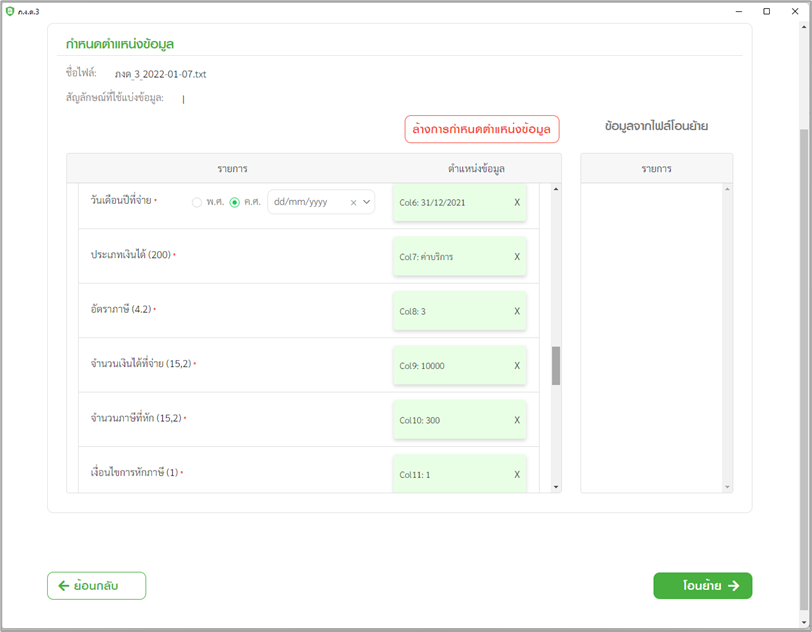 ภ.ง.ด.3
กำหนดตำแหน่งข้อมูล
ชื่อไฟล์: ภงด_3_2022-01-07.txt
สัญลักษณ์ที่ใช้แบ่งข้อมูล: |
ล้างการกำหนดตำแหน่งข้อมูล
ข้อมูลจากไฟล์โอนย้าย
รายการ ตำแหน่งข้อมูล
รายการ
วันเดือนปีที่จ่าย * พ.ศ. ค.ศ. dd/mm/yyyy × Col6: 31/12/2021 X
ประเภทเงินได้ (200) * Col7: ค่าบริการ X
อัตราภาษี (4.2) * Col8: 3 X
จำนวนเงินได้ที่จ่าย (15,2) * Col9: 10000 X
จำนวนภาษีที่หัก (15,2) * Col10: 300 X
เงื่อนไขการหักภาษี (1) * Col11: 1 X
← ย้อนกลับ
โอนย้าย →